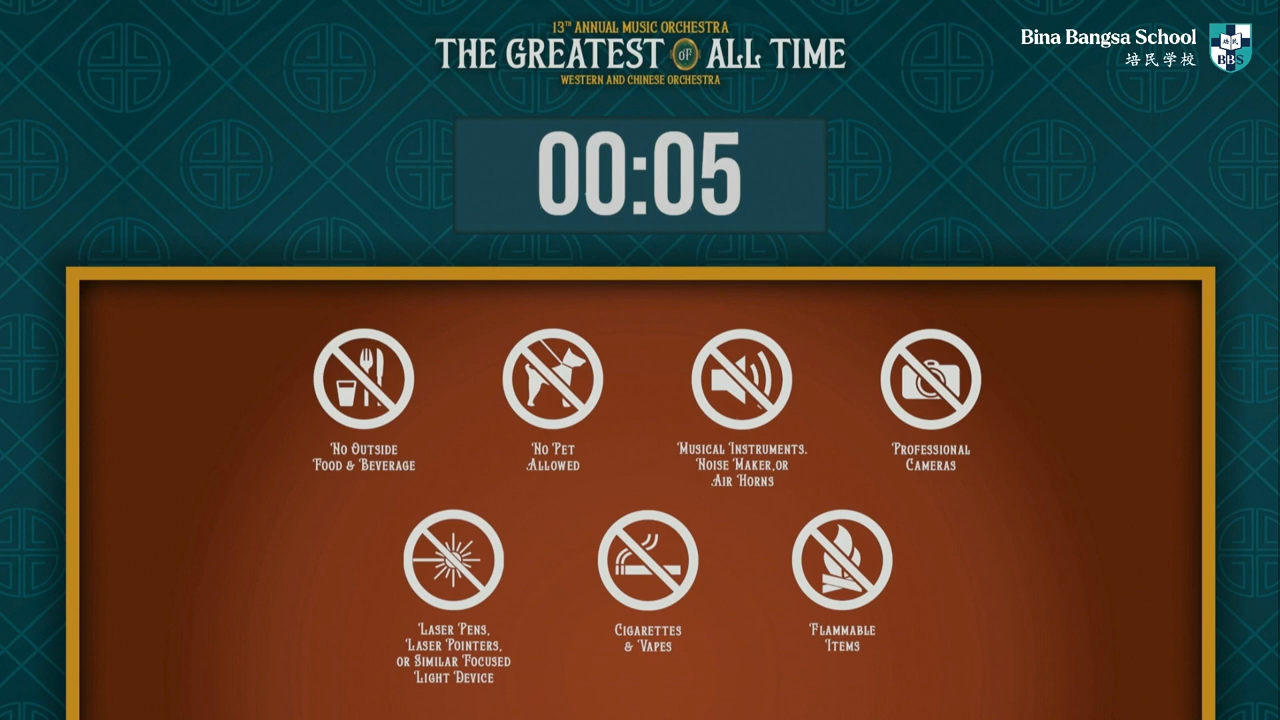 13TH ANNUAL MUSIC ORCHESTRA
THE GREATEST OF ALL TIME
WESTERN AND CHINESE ORCHESTRA
Bina Bangsa School
培民学校
培民
BBS
00:05
No Outside
Food & Beverage
No Pet
Allowed
Musical Instruments.
Noise Maker,or
Air Horns
Professional
Cameras
Laser Pens,
Laser Pointers,
or Similar Focused
Light Device
Cigarettes
& Vapes
Flammable
Items